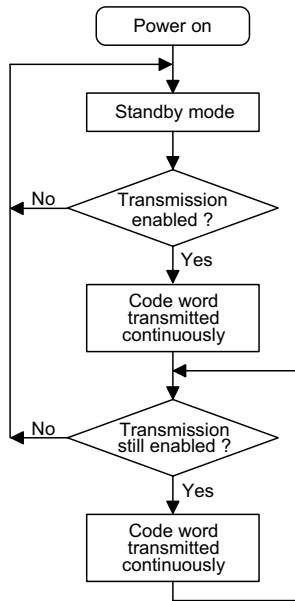 Power on
Standby mode
Transmission
enabled ?
No
Yes
Code word
transmitted
continuously
Transmission
still enabled ?
No
Yes
Code word
transmitted
continuously